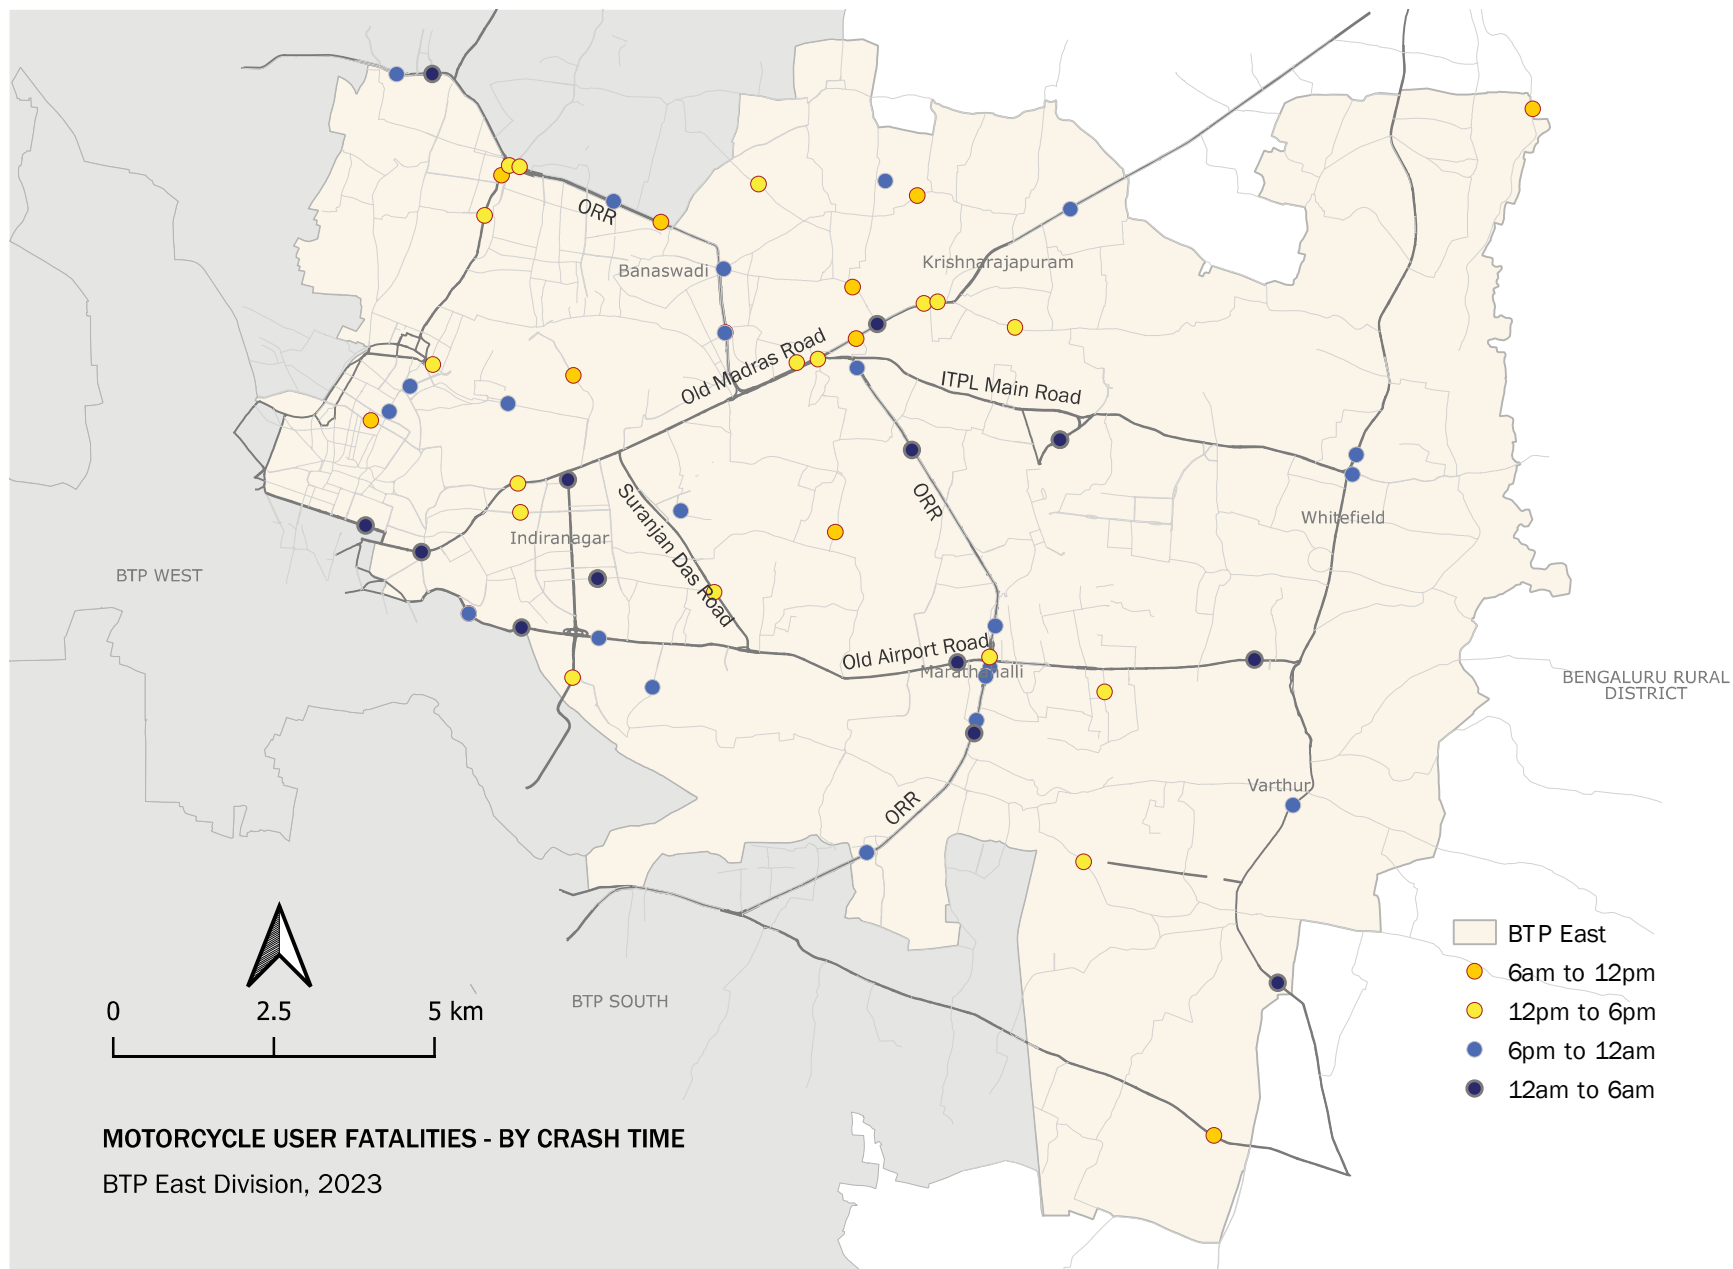 ORR
Banaswadi
Krishnarajapuram
Old Madras Road
ITPL Main Road
ORR
Suranjan Das Road
Whitefield
Indiranagar
BTP WEST
Old Airport Road
Marathahalli
BENGALURU RURAL
DISTRICT
Varthur
ORR
BTP East
6am to 12pm
12pm to 6pm
6pm to 12am
12am to 6am
BTP SOUTH
0 2.5 5 km
MOTORCYCLE USER FATALITIES - BY CRASH TIME
BTP East Division, 2023